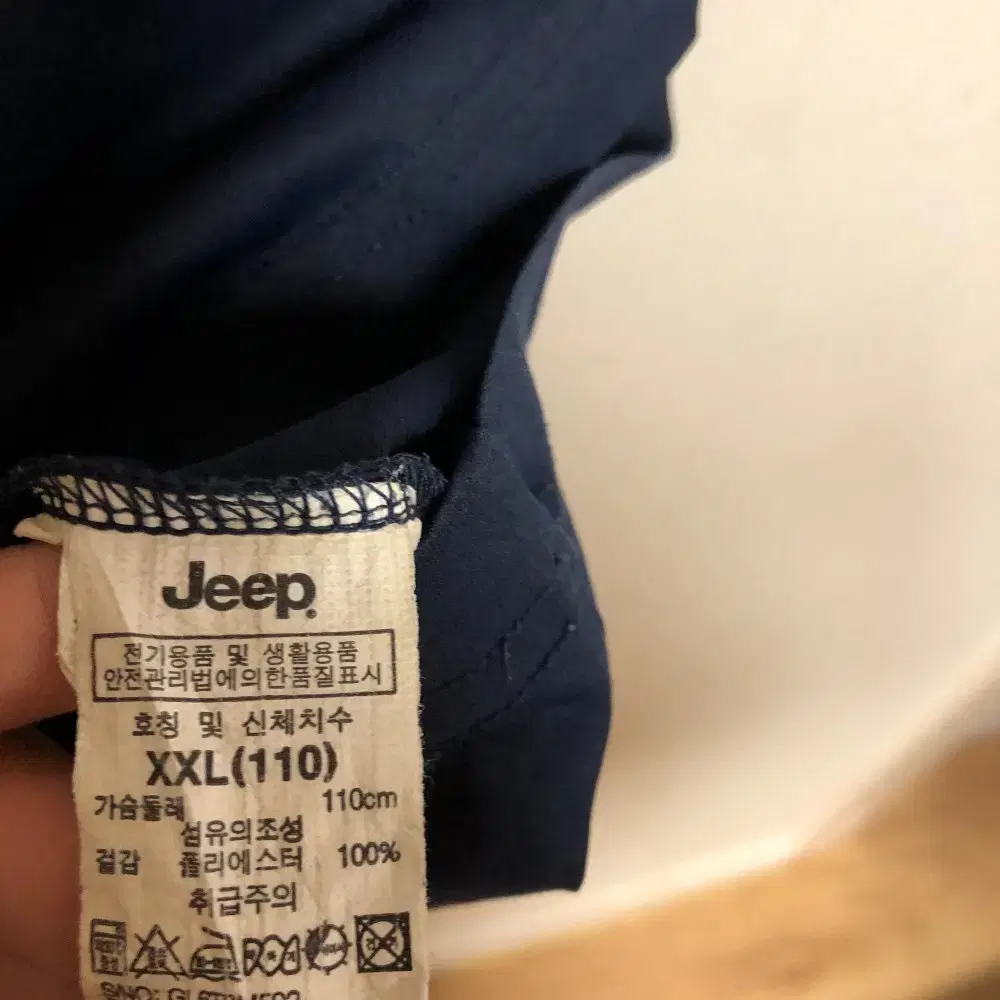 Jeep
전기용품 및 생활용품
안전관리법에의한품질표시
호칭 및 신체치수
XXL(110)
가슴둘레 110cm
섬유의조성
겉감 폴리에스터 100%
취급주의
S/NO: